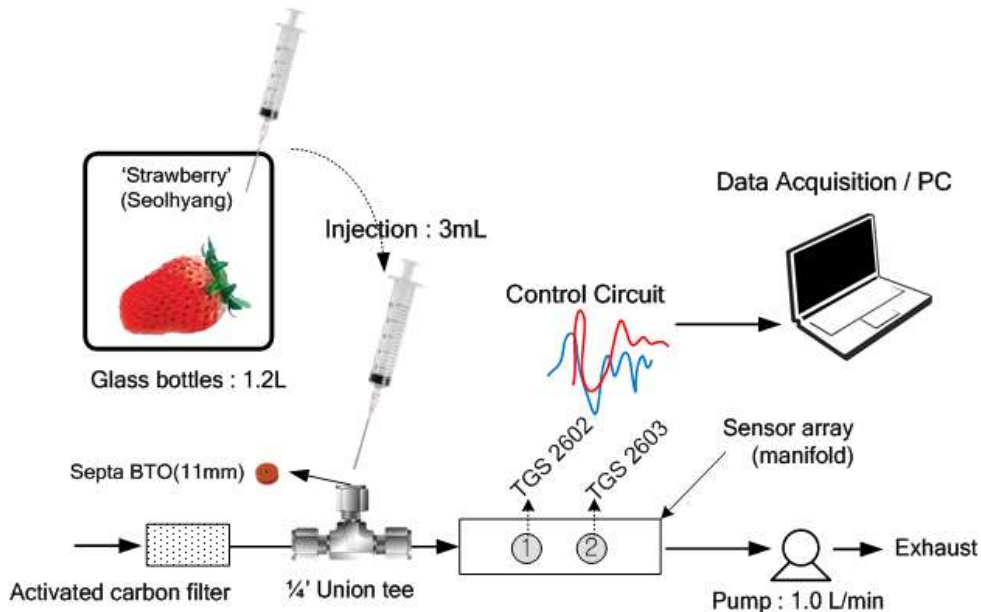 'Strawberry'
(Seolhyang)
Glass bottles : 1.2L
Injection : 3mL
Data Acquisition / PC
Control Circuit
Septa BTO(11mm)
TGS 2602
TGS 2603
Sensor array
(manifold)
1
2
Exhaust
Activated carbon filter
¼' Union tee
Pump : 1.0 L/min